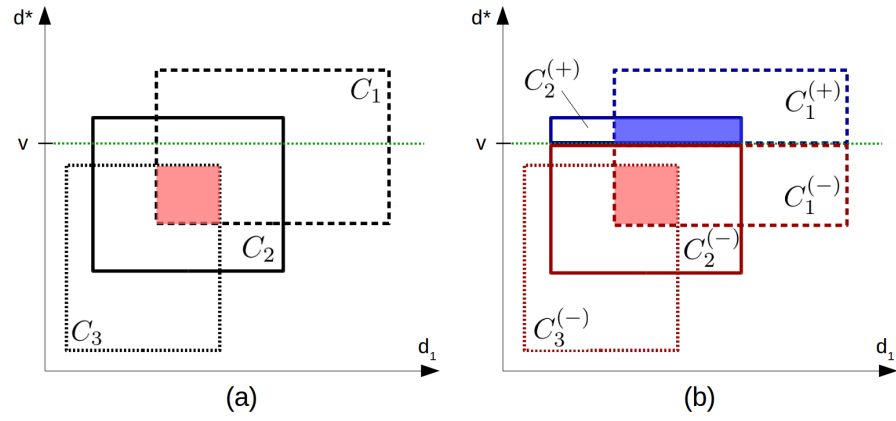 d*
C₁
v
C₂
C₃
d₁
(a)
d*
C₂⁽⁺⁾
C₁⁽⁺⁾
v
C₁⁽⁻⁾
C₂⁽⁻⁾
C₃⁽⁻⁾
d₁
(b)